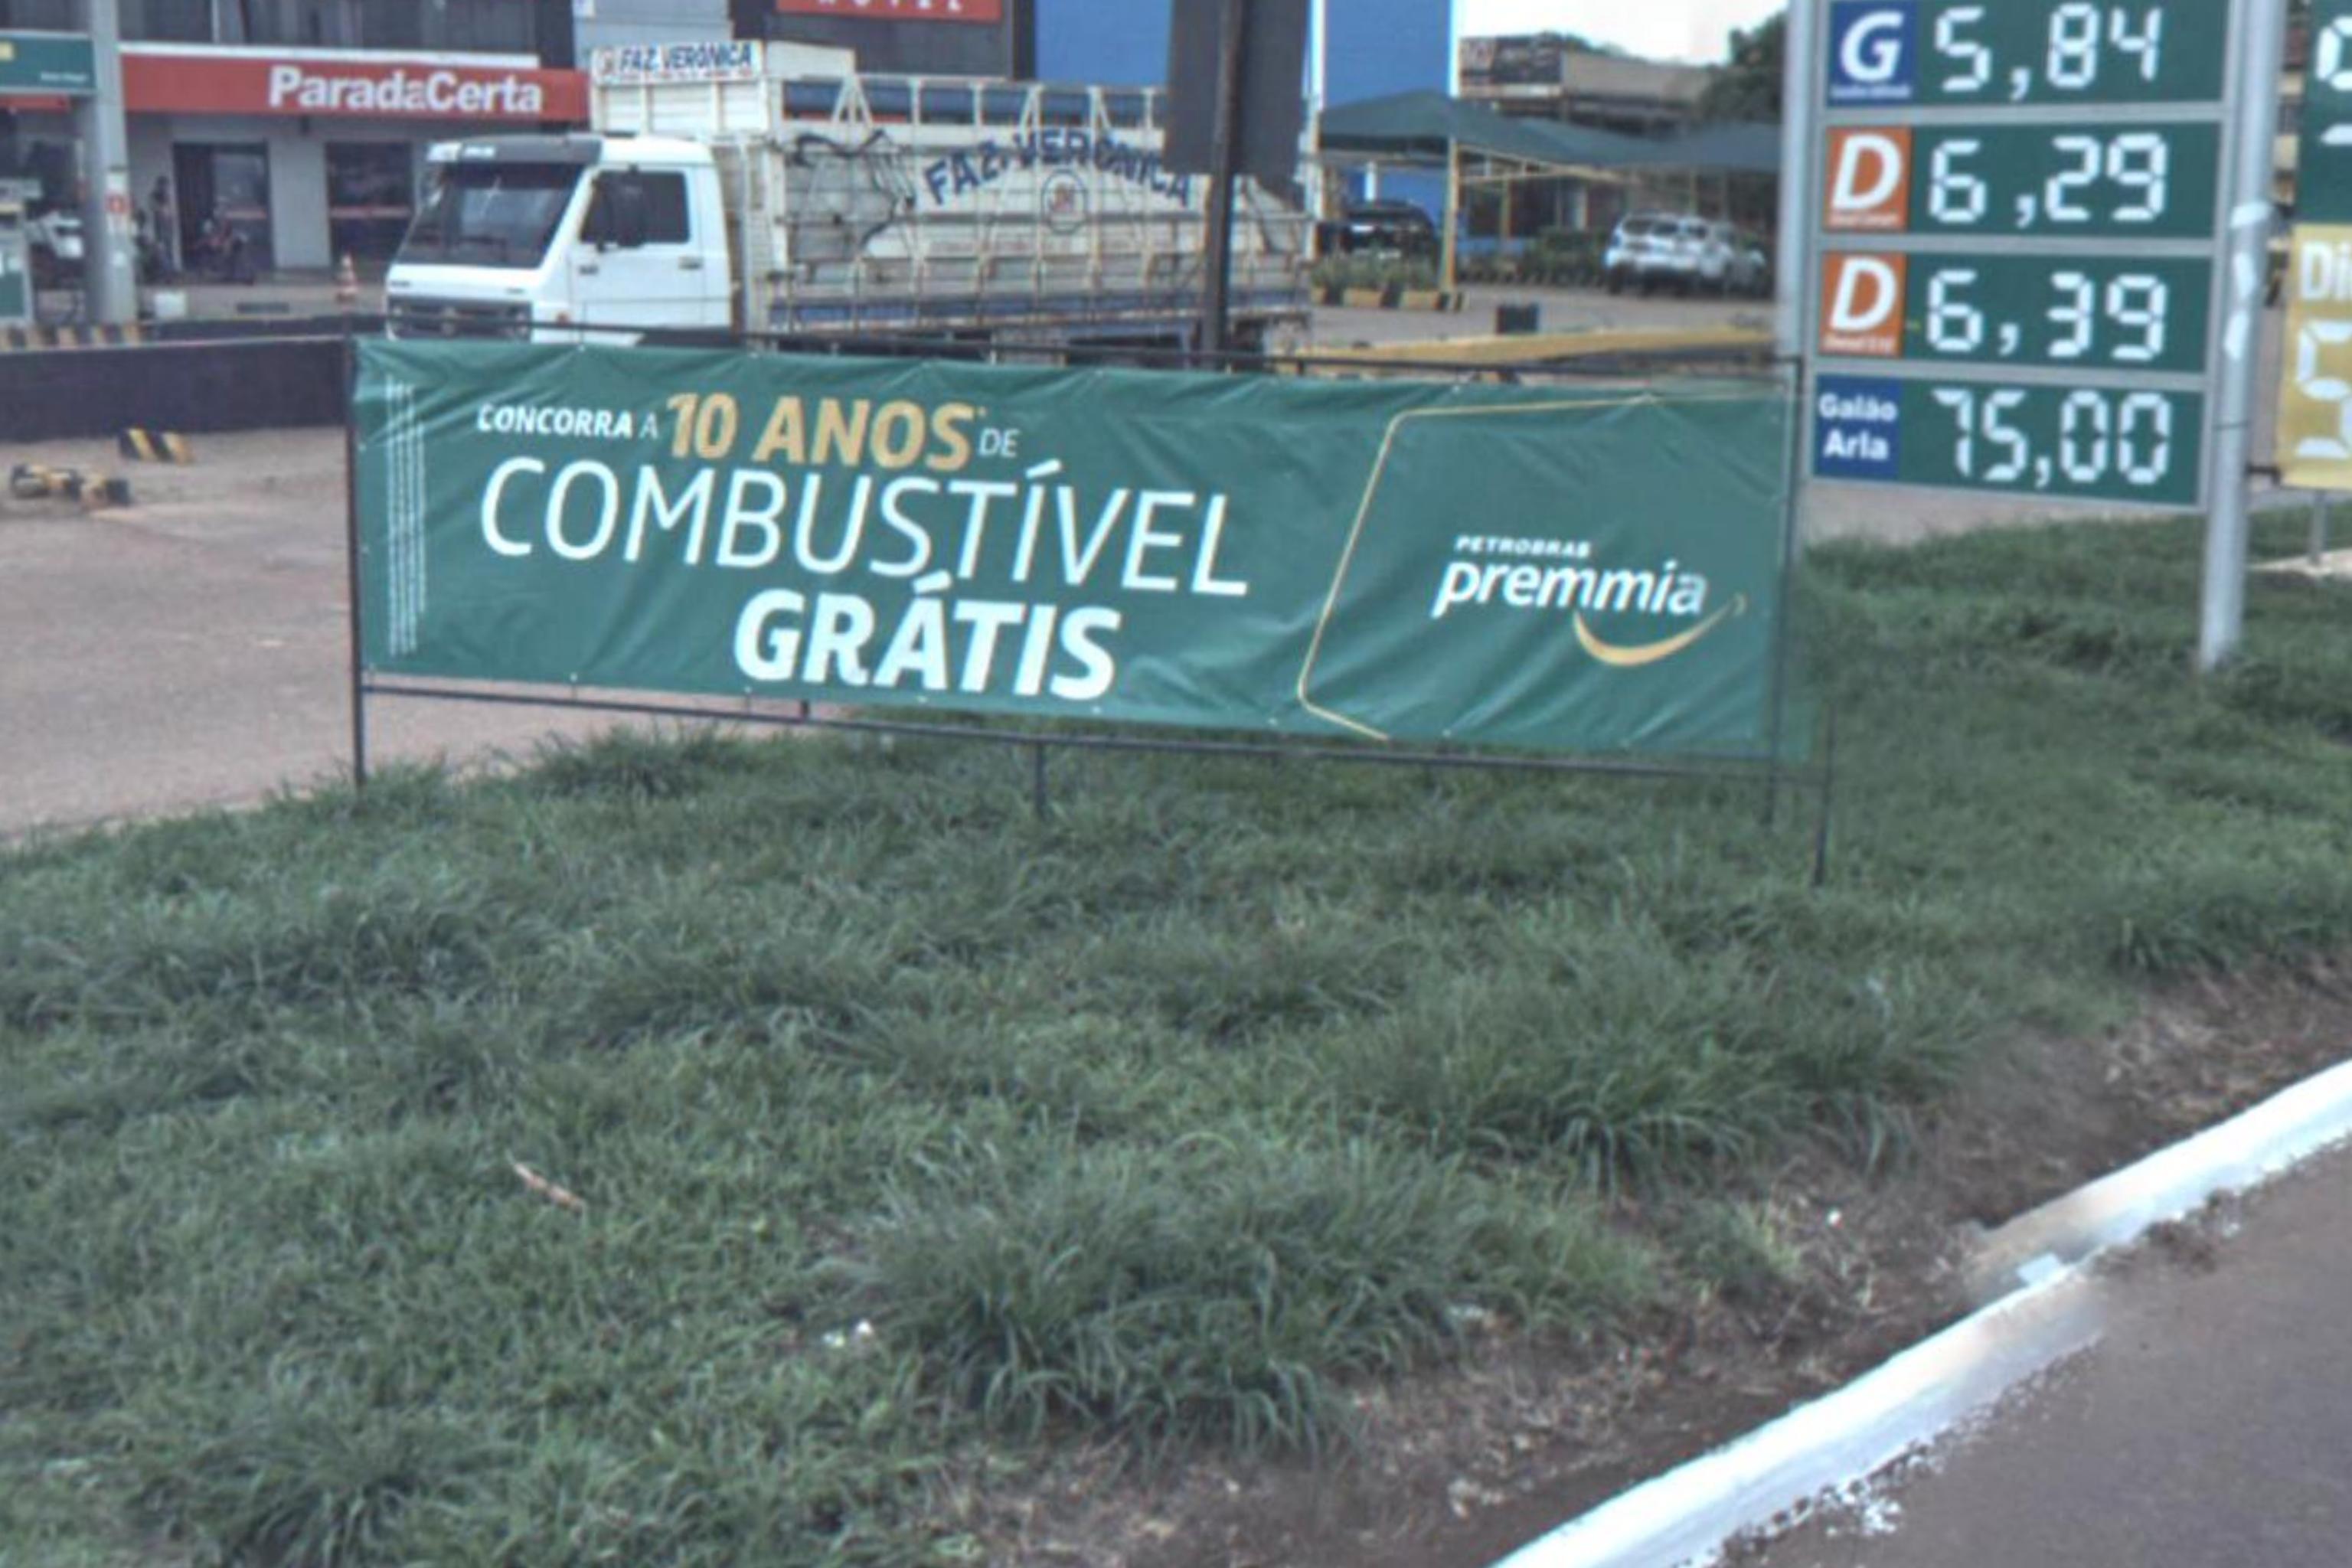 ParadaCerta
FAZ. VERONICA
FAZ. VERONICA
CONCORRA A 10 ANOS* DE
COMBUSTÍVEL
GRÁTIS
PETROBRAS
premmia
G 5,84
D 6,29
D 6,39
Galão
Arla
75,00